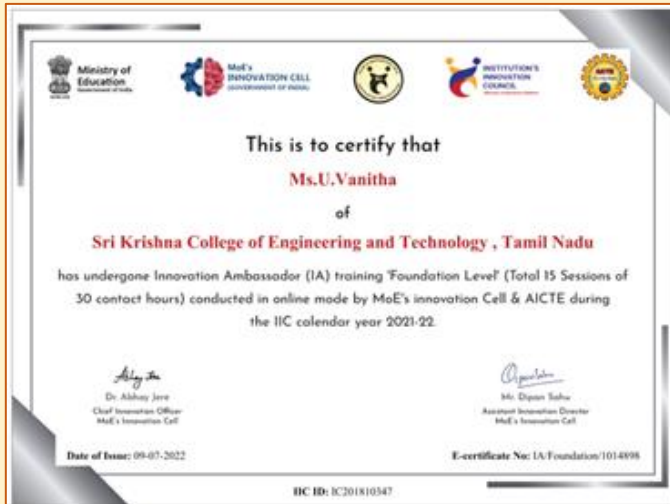 Ministry of
Education
Government of India
MoE's
INNOVATION CELL
(GOVERNMENT OF INDIA)
INSTITUTION'S
INNOVATION
COUNCIL
This is to certify that
Ms.U.Vanitha
of
Sri Krishna College of Engineering and Technology , Tamil Nadu
has undergone Innovation Ambassador (IA) training 'Foundation Level' (Total 15 Sessions of
30 contact hours) conducted in online mode by MoE's innovation Cell & AICTE during
the IIC calendar year 2021-22.
Dr. Abhay Jere
Chief Innovation Officer
MoE's Innovation Cell
Mr. Dipan Sahu
Assistant Innovation Director
MoE's Innovation Cell
Date of Issue: 09-07-2022
E-certificate No: IA/Foundation/1014898
IIC ID: IC201810347